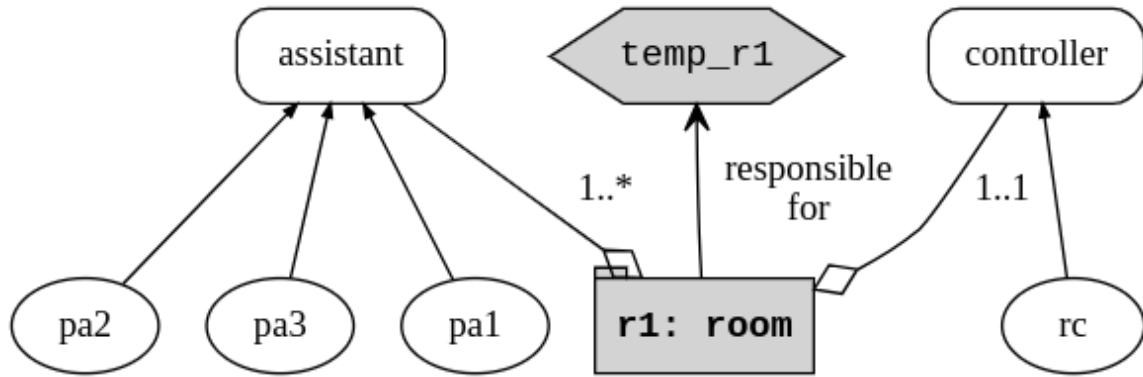 assistant
temp_r1
controller
1..*
responsible
for
1..1
pa2
pa3
pa1
r1: room
rc